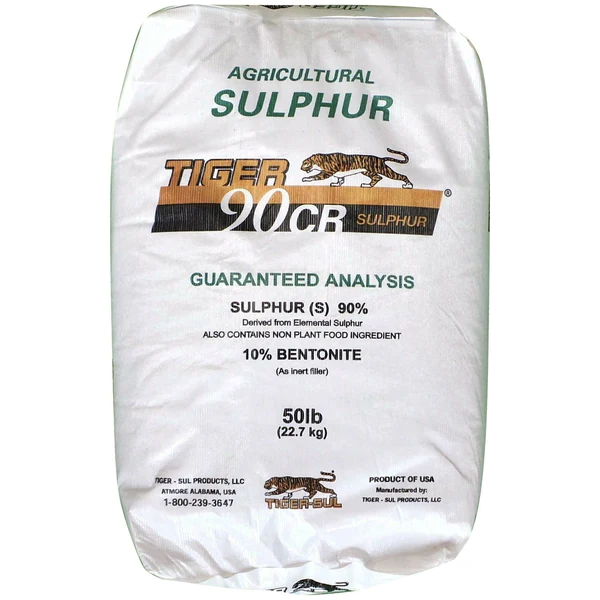 AGRICULTURAL
SULPHUR
TIGER
90CR SULPHUR®
GUARANTEED ANALYSIS
SULPHUR (S) 90%
Derived from Elemental Sulphur
ALSO CONTAINS NON PLANT FOOD INGREDIENT
10% BENTONITE
(As inert filler)
50lb
(22.7 kg)
TIGER - SUL PRODUCTS, LLC
ATMORE ALABAMA, USA
1-800-239-3647
TIGER-SUL
PRODUCT OF USA
Manufactured by:
TIGER - SUL PRODUCTS, LLC